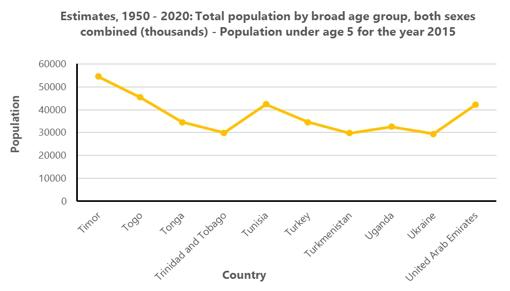 Estimates, 1950 - 2020: Total population by broad age group, both sexes
combined (thousands) - Population under age 5 for the year 2015
Population
60000
50000
40000
30000
20000
10000
0
Timor
Togo
Tonga
Trinidad and Tobago
Tunisia
Turkey
Turkmenistan
Uganda
Ukraine
United Arab Emirates
Country